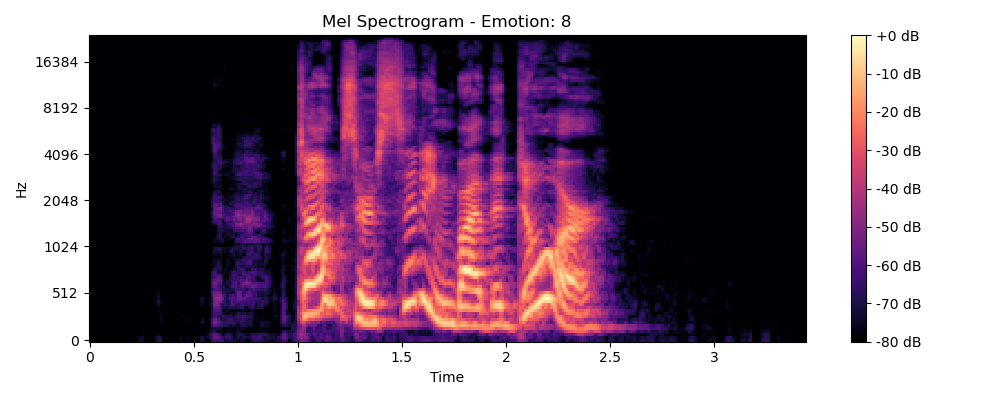 Mel Spectrogram - Emotion: 8
Hz
16384
8192
4096
2048
1024
512
0
0 0.5 1 1.5 2 2.5 3
Time
+0 dB
-10 dB
-20 dB
-30 dB
-40 dB
-50 dB
-60 dB
-70 dB
-80 dB